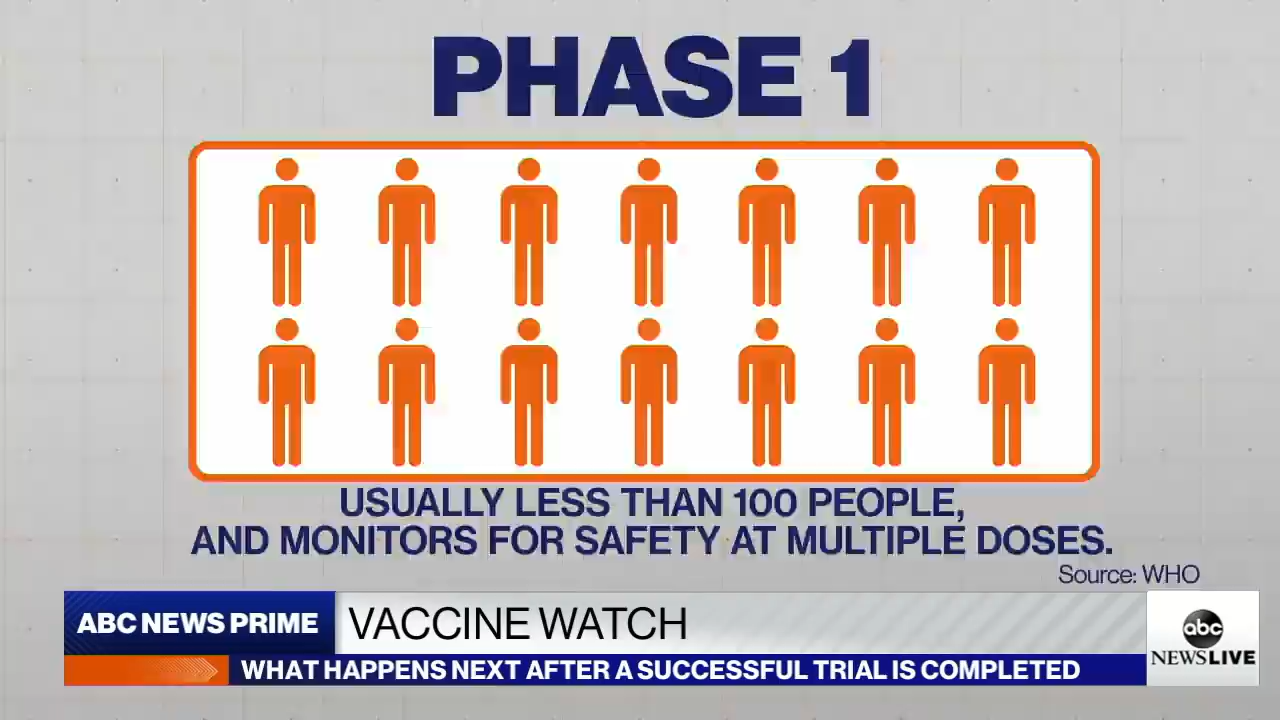 PHASE 1
USUALLY LESS THAN 100 PEOPLE,
AND MONITORS FOR SAFETY AT MULTIPLE DOSES.
Source: WHO
ABC NEWS PRIME
VACCINE WATCH
WHAT HAPPENS NEXT AFTER A SUCCESSFUL TRIAL IS COMPLETED
abc
NEWSLIVE